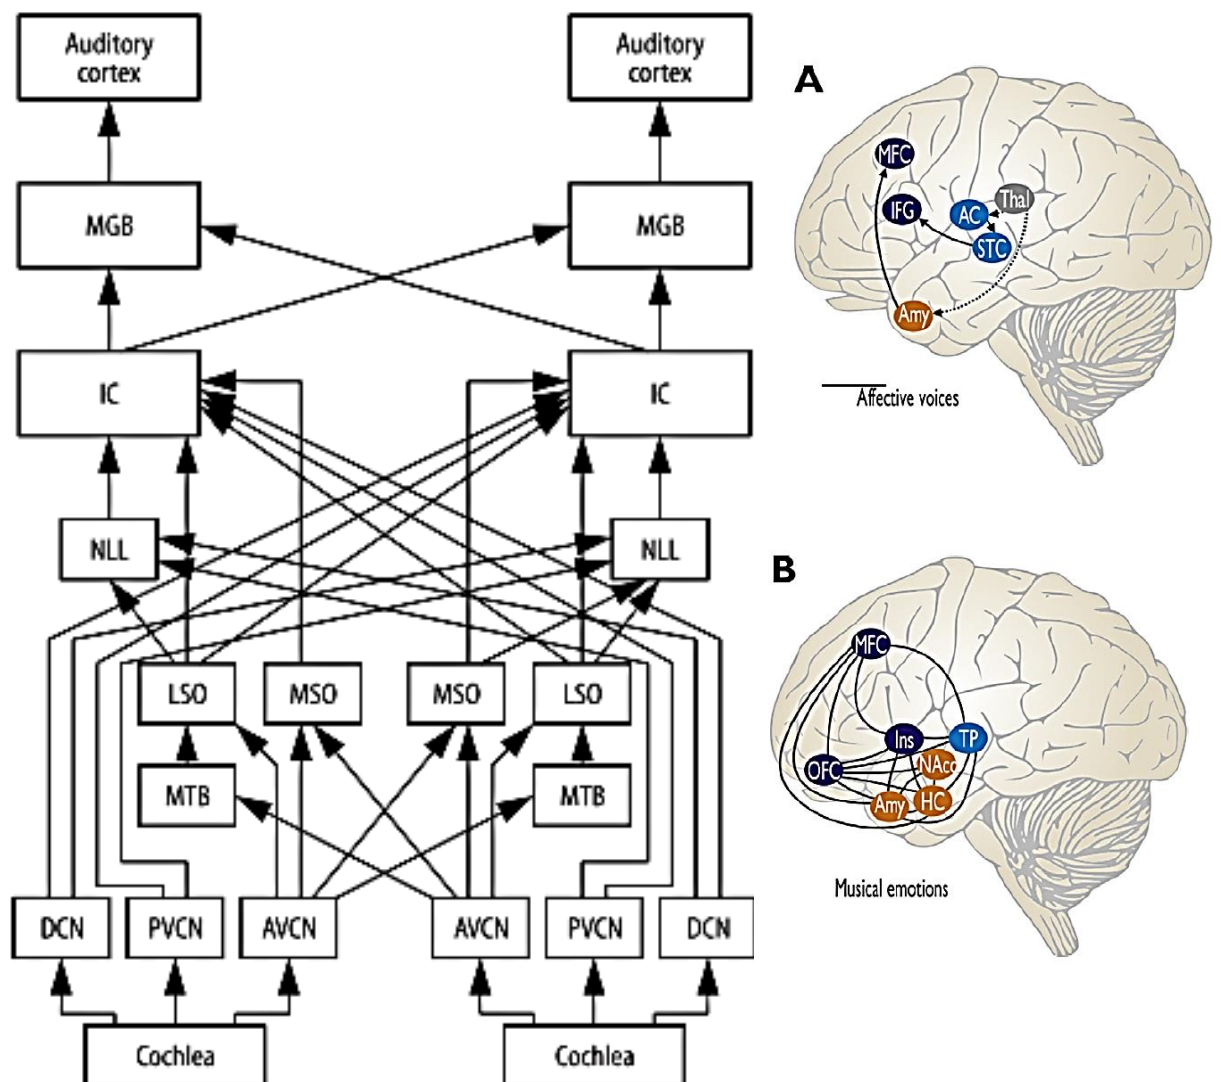 Auditory
cortex
Auditory
cortex
MGB
MGB
IC
IC
NLL
NLL
LSO
MSO
MSO
LSO
MTB
MTB
DCN
PVCN
AVCN
AVCN
PVCN
DCN
Cochlea
Cochlea
A
MFC
IFG
AC
Thal
STC
Amy
Affective voices
B
MFC
Ins
TP
OFC
NAcc
Amy
HC
Musical emotions